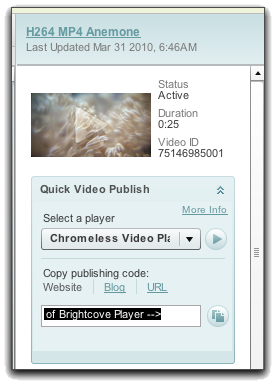 H264 MP4 Anemone
Last Updated Mar 31 2010, 6:46AM
Status
Active
Duration
0:25
Video ID
75146985001
Quick Video Publish
More Info
Select a player
Chromeless Video Pla
Copy publishing code:
Website Blog URL
of Brightcove Player -->